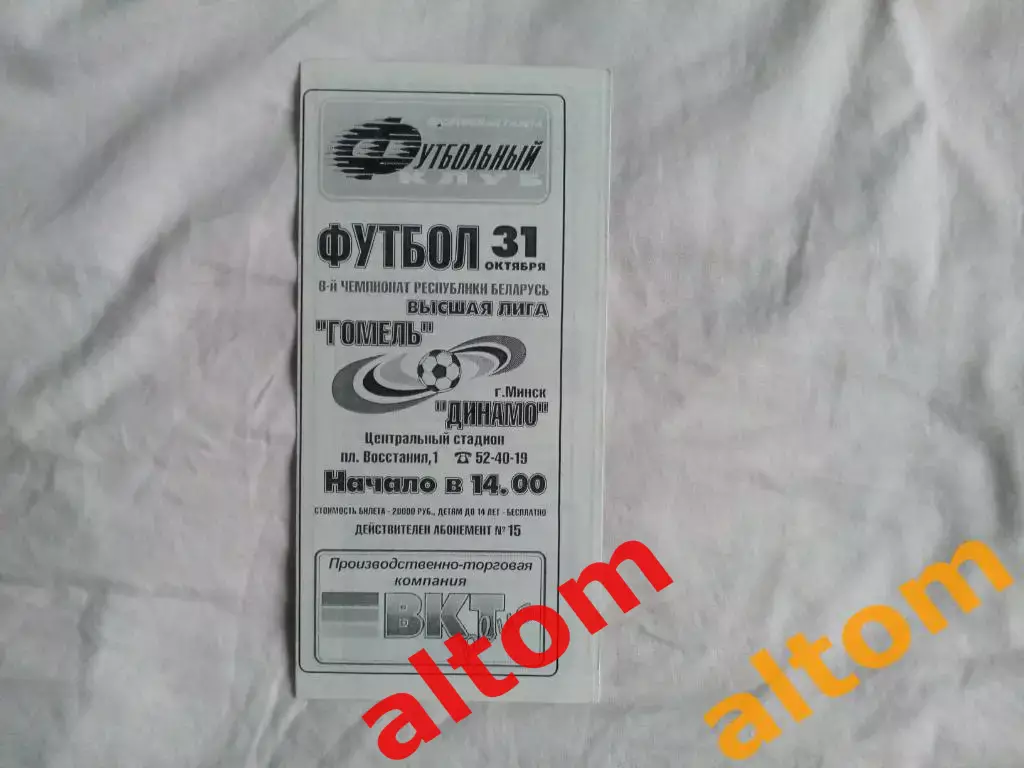 Футбольный
клуб
ФУТБОЛ 31
ОКТЯБРЯ
8-й ЧЕМПИОНАТ РЕСПУБЛИКИ БЕЛАРУСЬ
ВЫСШАЯ ЛИГА
"ГОМЕЛЬ"
г.Минск
"ДИНАМО"
Центральный стадион
пл. Восстания,1 ☎ 52-40-19
Начало в 14.00
СТОИМОСТЬ БИЛЕТА - 20000 РУБ., ДЕТЯМ ДО 14 ЛЕТ - БЕСПЛАТНО
ДЕЙСТВИТЕЛЕН АБОНЕМЕНТ № 15
Производственно-торговая
компания
ВКТ
altom
altom